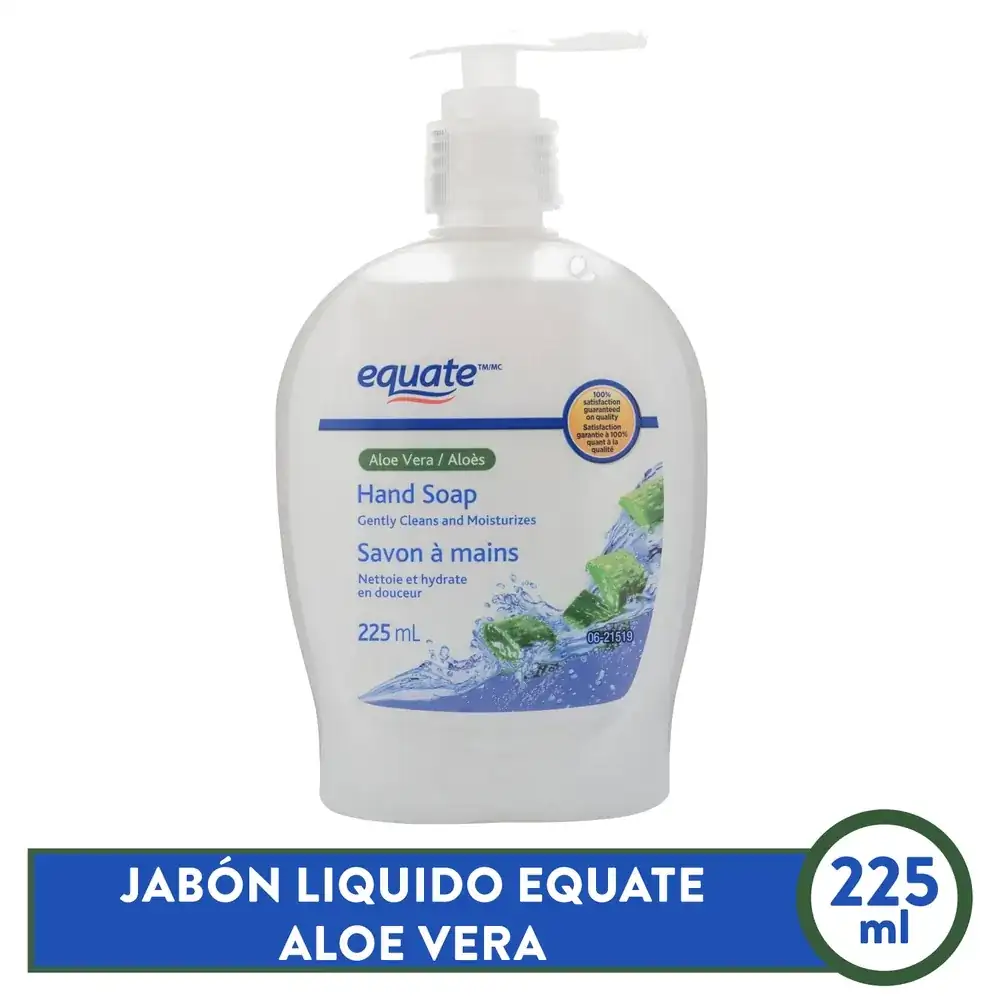 equate TM/MC
100%
satisfaction
guaranteed
on quality
Satisfaction
garantie à 100%
quant à la
qualité
Aloe Vera / Aloès
Hand Soap
Gently Cleans and Moisturizes
Savon à mains
Nettoie et hydrate
en douceur
225 mL
06-21519
JABÓN LIQUIDO EQUATE
ALOE VERA
225
ml